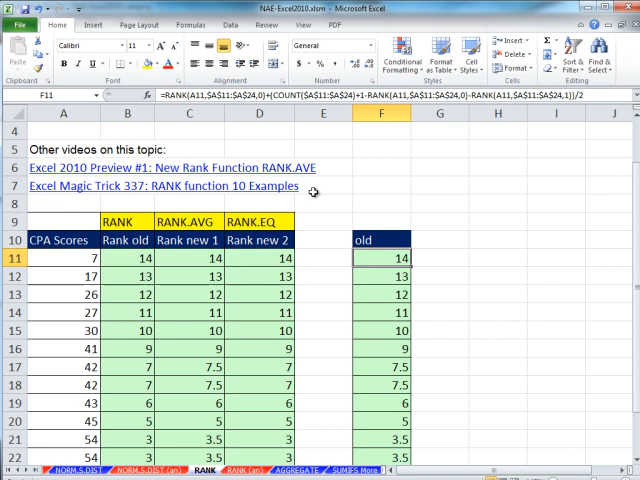 NAE-Excel2010.xlsm - Microsoft Excel
File Home Insert Page Layout Formulas Data Review View Developer PDF
Calibri 11 General Insert
Paste Conditional Formatting Format as Table Cell Styles Delete
Format Sort & Filter Find & Select
Clipboard Font Alignment Number Styles Cells Editing
F11 fx =RANK(A11,$A$11:$A$24,0)+(COUNT($A$11:$A$24)+1-RANK(A11,$A$11:$A$24,0)-RANK(A11,$A$11:$A$24,1))/2
A B C D E F G H I J
4
5 Other videos on this topic:
6 Excel 2010 Preview #1: New Rank Function RANK.AVE
7 Excel Magic Trick 337: RANK function 10 Examples
8
9 RANK RANK.AVG RANK.EQ
10 CPA Scores Rank old Rank new 1 Rank new 2 old
11 7 14 14 14 14
12 17 13 13 13 13
13 26 12 12 12 12
14 27 11 11 11 11
15 30 10 10 10 10
16 41 9 9 9 9
17 42 7 7.5 7 7.5
18 42 7 7.5 7 7.5
19 43 6 6 6 6
20 45 5 5 5 5
21 54 3 3.5 3 3.5
22 54 3 3.5 3 3.5
NORM.S.DIST NORM.S.DIST (an) RANK RANK (an) AGGREGATE SUMIFS More